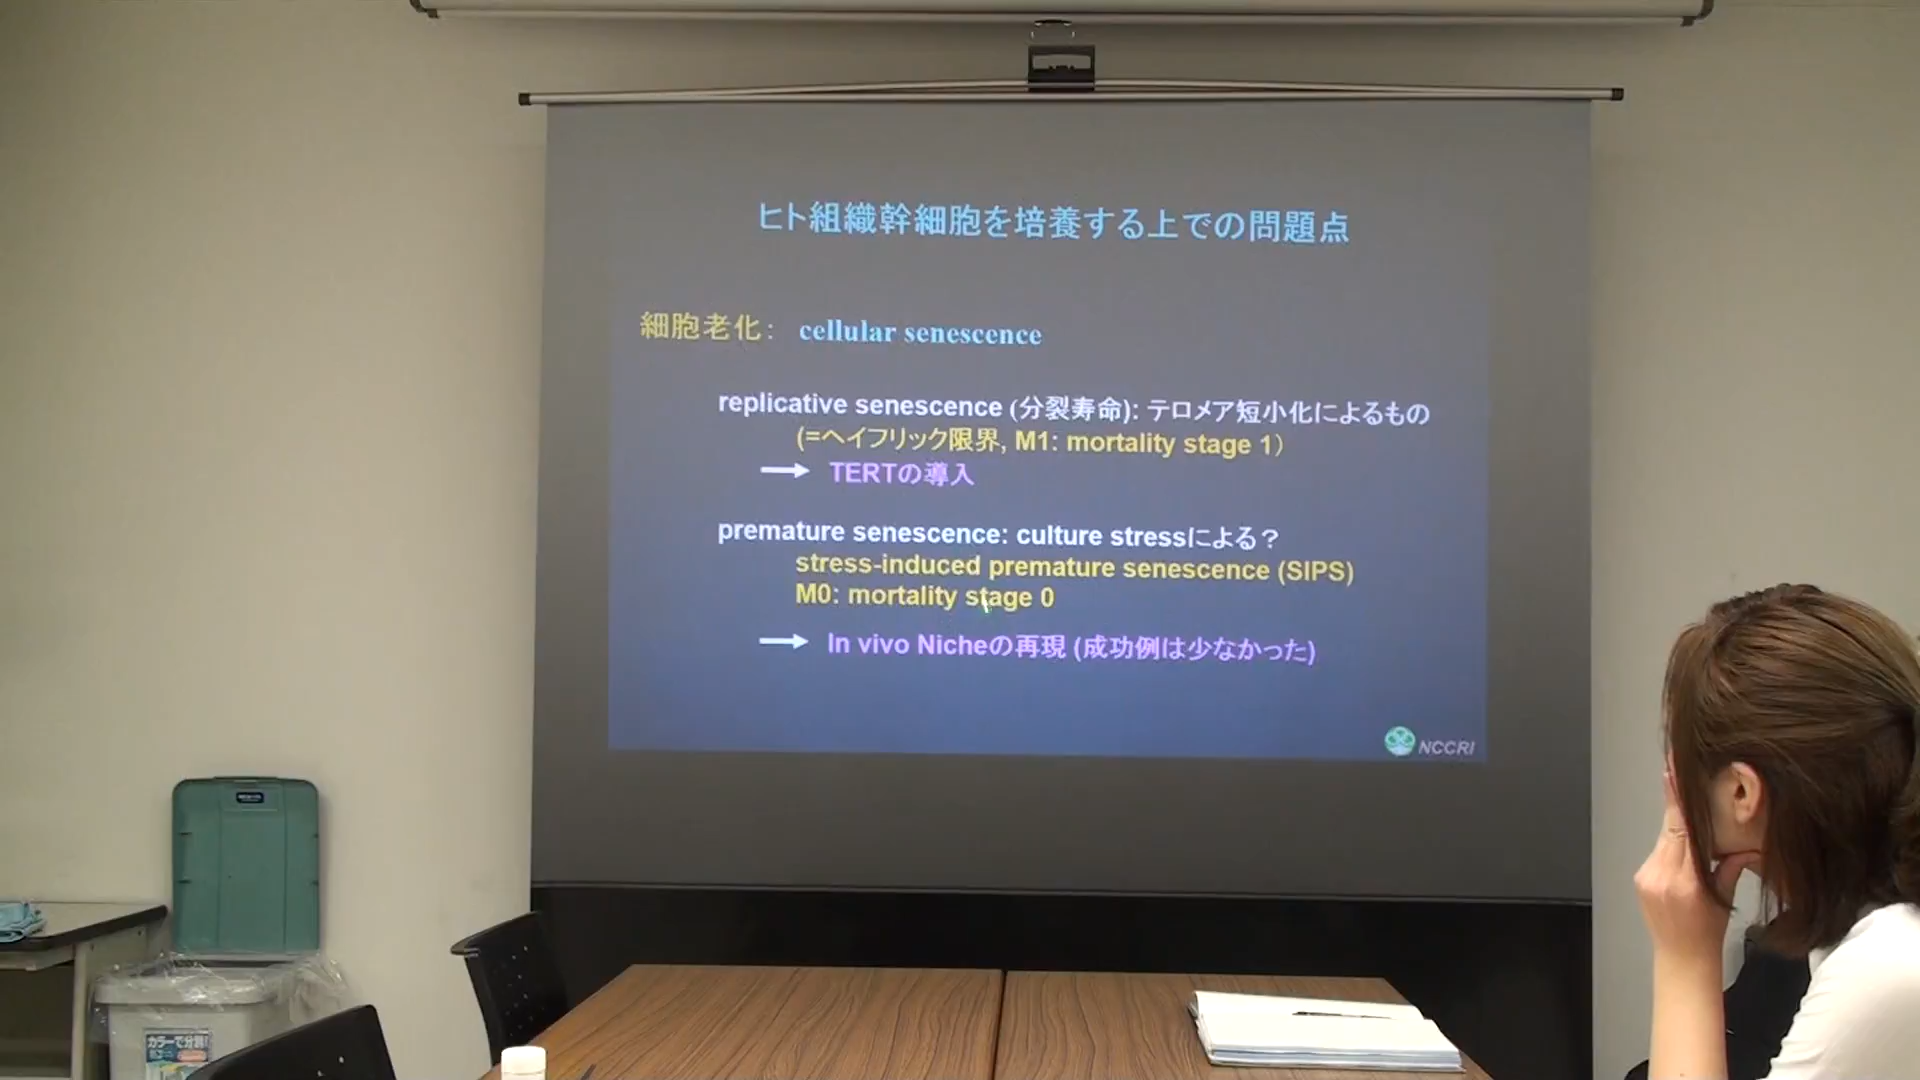 ヒト組織幹細胞を培養する上での問題点
細胞老化： cellular senescence
replicative senescence (分裂寿命): テロメア短小化によるもの
(=ヘイフリック限界, M1: mortality stage 1）
→ TERTの導入
premature senescence: culture stressによる？
stress-induced premature senescence (SIPS)
M0: mortality stage 0
→ In vivo Nicheの再現 (成功例は少なかった)
NCCRI
カラーで分別!